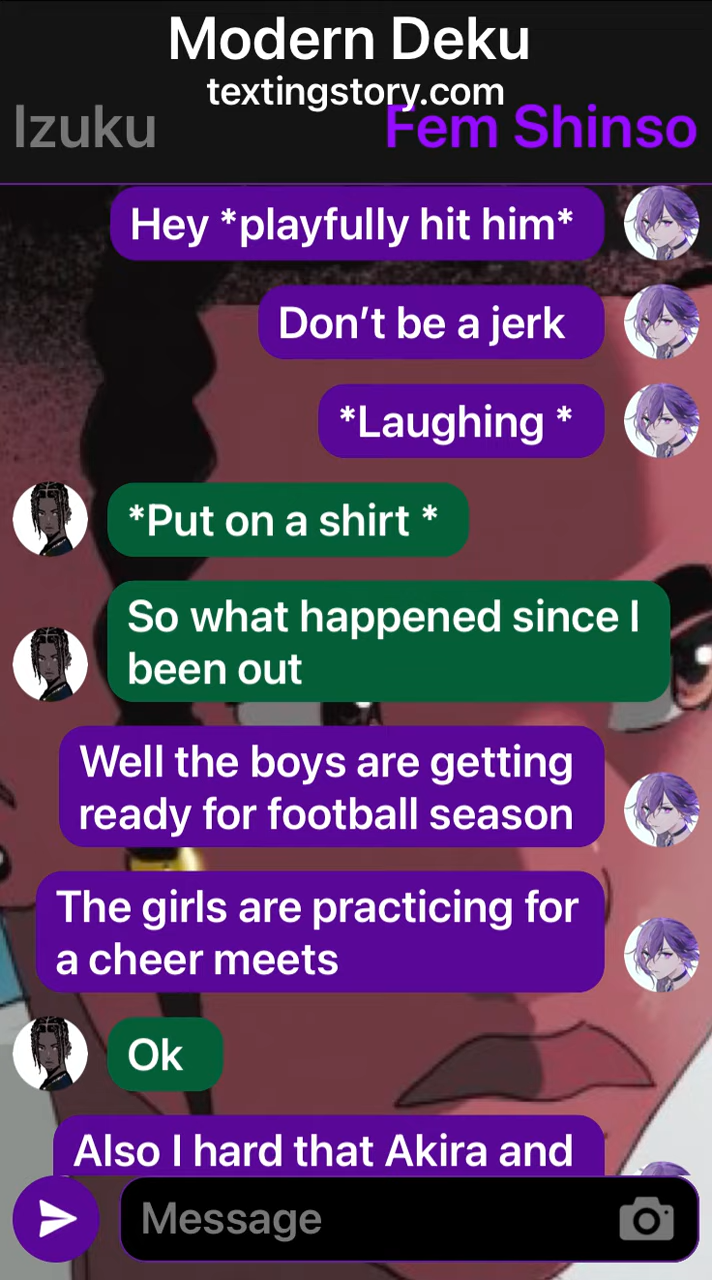 Modern Deku
textingstory.com
Izuku
Fem Shinso
Hey *playfully hit him*
Don’t be a jerk
*Laughing *
*Put on a shirt *
So what happened since I
been out
Well the boys are getting
ready for football season
The girls are practicing for
a cheer meets
Ok
Also I hard that Akira and
Message